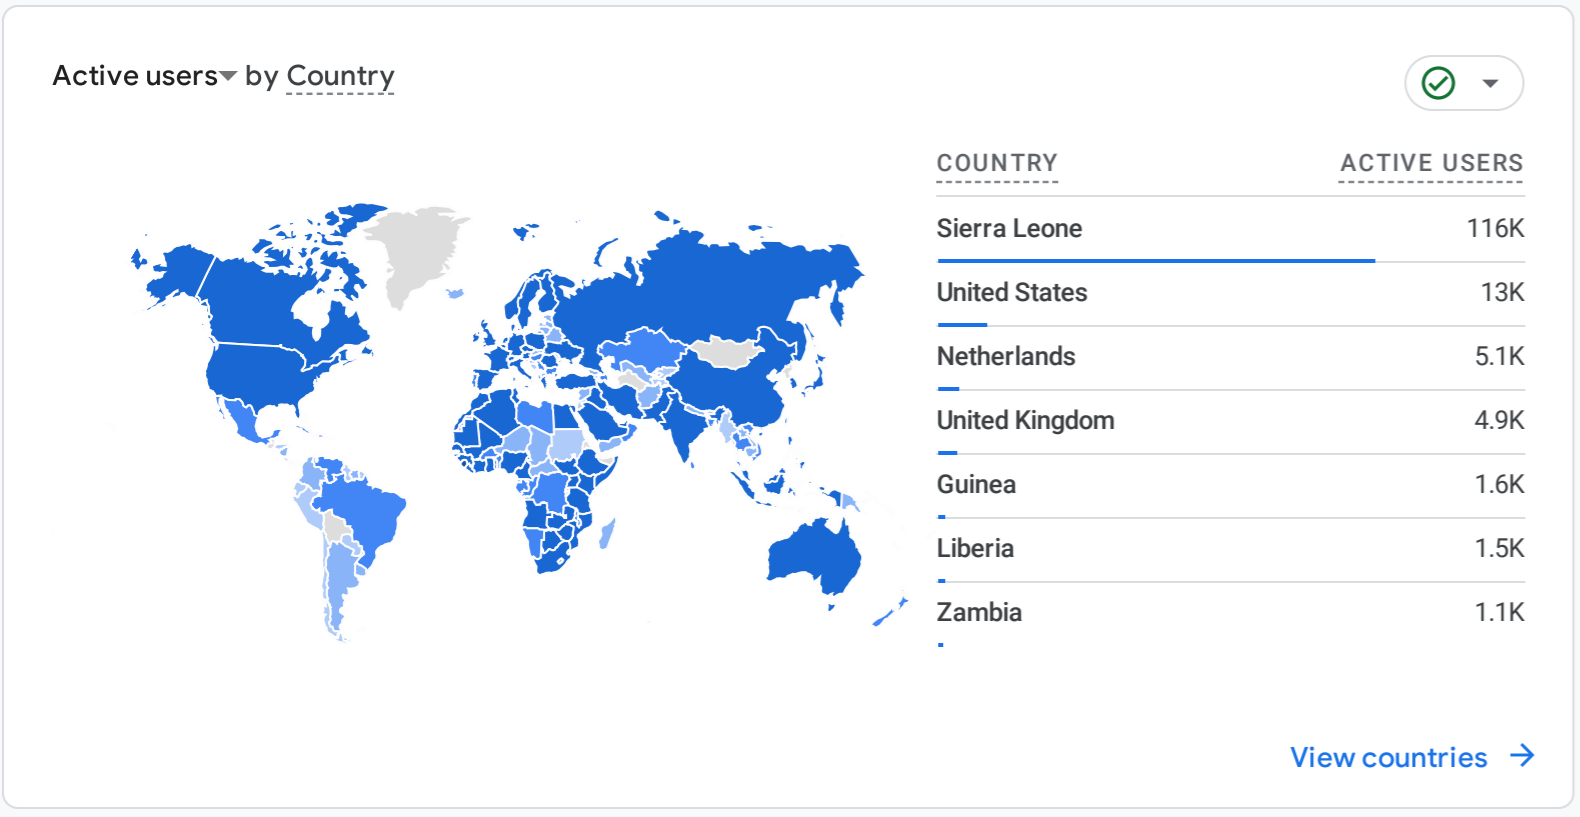 Active users by Country
COUNTRY ACTIVE USERS
Sierra Leone 116K
United States 13K
Netherlands 5.1K
United Kingdom 4.9K
Guinea 1.6K
Liberia 1.5K
Zambia 1.1K
View countries